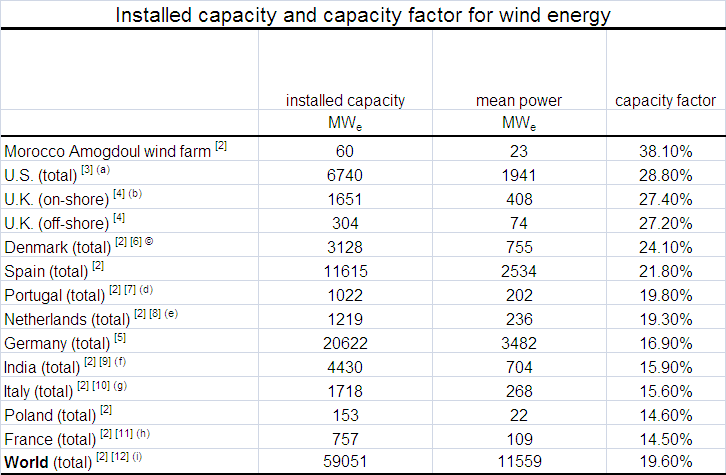 Installed capacity and capacity factor for wind energy
installed capacity mean power capacity factor
MWe MWe
Morocco Amogdoul wind farm [2] 60 23 38.10%
U.S. (total) [3] (a) 6740 1941 28.80%
U.K. (on-shore) [4] (b) 1651 408 27.40%
U.K. (off-shore) [4] 304 74 27.20%
Denmark (total) [2] [6] © 3128 755 24.10%
Spain (total) [2] 11615 2534 21.80%
Portugal (total) [2] [7] (d) 1022 202 19.80%
Netherlands (total) [2] [8] (e) 1219 236 19.30%
Germany (total) [5] 20622 3482 16.90%
India (total) [2] [9] (f) 4430 704 15.90%
Italy (total) [2] [10] (g) 1718 268 15.60%
Poland (total) [2] 153 22 14.60%
France (total) [2] [11] (h) 757 109 14.50%
World (total) [2] [12] (i) 59051 11559 19.60%